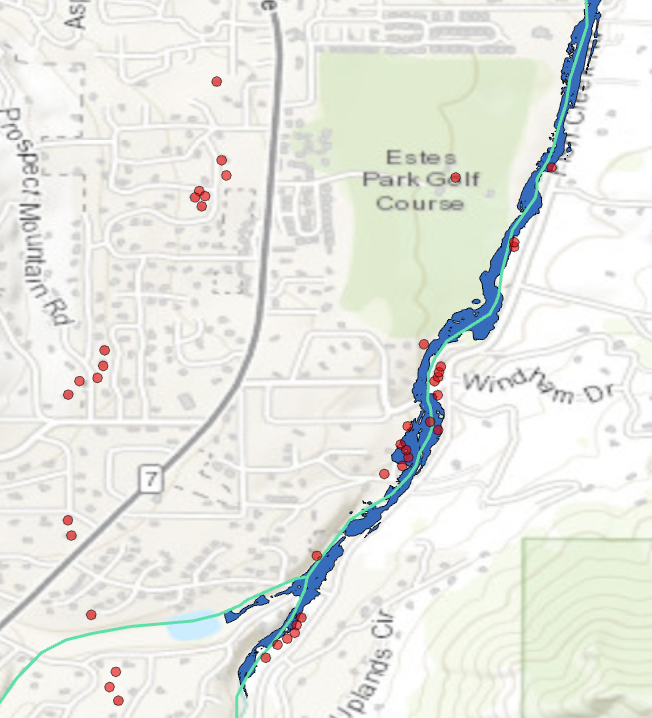 Prospect Mountain Rd
Estes
Park Golf
Course
Windham Dr
7
Uplands Cir